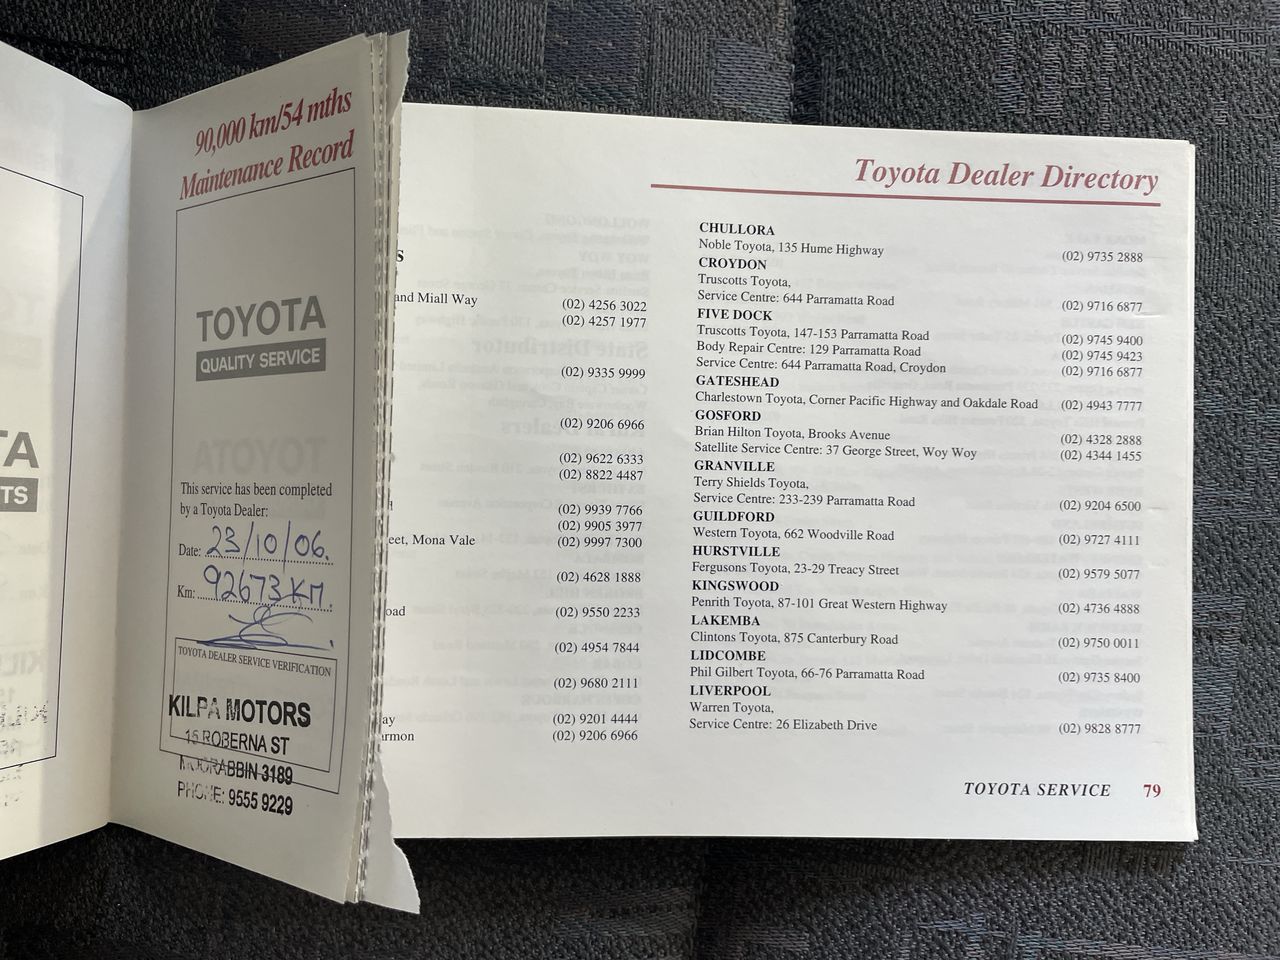 90,000 km/54 mths
Maintenance Record
TOYOTA
QUALITY SERVICE
This service has been completed
by a Toyota Dealer:
Date: 23/10/06.
Km: 92673KM.
TOYOTA DEALER SERVICE VERIFICATION
KILPA MOTORS
15 ROBERNA ST
MOORABBIN 3189
PHONE: 9555 9229
TA
TS
Toyota Dealer Directory
S
and Miall Way (02) 4256 3022
(02) 4257 1977
(02) 9335 9999
(02) 9206 6966
(02) 9622 6333
(02) 8822 4487
(02) 9939 7766
(02) 9905 3977
eet, Mona Vale (02) 9997 7300
(02) 4628 1888
oad (02) 9550 2233
(02) 4954 7844
(02) 9680 2111
ay (02) 9201 4444
armon (02) 9206 6966
CHULLORA
Noble Toyota, 135 Hume Highway (02) 9735 2888
CROYDON
Truscotts Toyota,
Service Centre: 644 Parramatta Road (02) 9716 6877
FIVE DOCK
Truscotts Toyota, 147-153 Parramatta Road (02) 9745 9400
Body Repair Centre: 129 Parramatta Road (02) 9745 9423
Service Centre: 644 Parramatta Road, Croydon (02) 9716 6877
GATESHEAD
Charlestown Toyota, Corner Pacific Highway and Oakdale Road (02) 4943 7777
GOSFORD
Brian Hilton Toyota, Brooks Avenue (02) 4328 2888
Satellite Service Centre: 37 George Street, Woy Woy (02) 4344 1455
GRANVILLE
Terry Shields Toyota,
Service Centre: 233-239 Parramatta Road (02) 9204 6500
GUILDFORD
Western Toyota, 662 Woodville Road (02) 9727 4111
HURSTVILLE
Fergusons Toyota, 23-29 Treacy Street (02) 9579 5077
KINGSWOOD
Penrith Toyota, 87-101 Great Western Highway (02) 4736 4888
LAKEMBA
Clintons Toyota, 875 Canterbury Road (02) 9750 0011
LIDCOMBE
Phil Gilbert Toyota, 66-76 Parramatta Road (02) 9735 8400
LIVERPOOL
Warren Toyota,
Service Centre: 26 Elizabeth Drive (02) 9828 8777
TOYOTA SERVICE 79